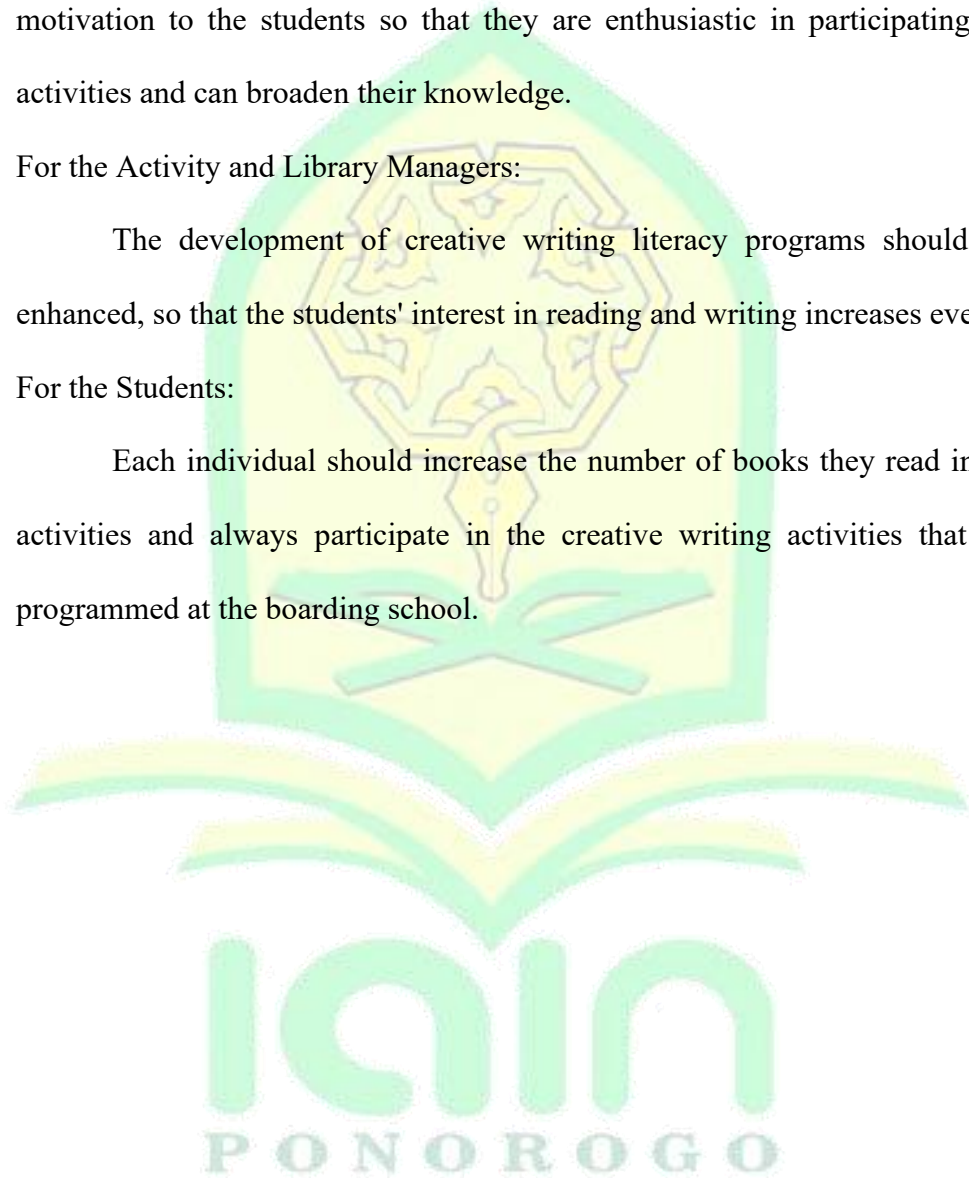 motivation to the students so that they are enthusiastic in participating
activities and can broaden their knowledge.
For the Activity and Library Managers:
The development of creative writing literacy programs should
enhanced, so that the students' interest in reading and writing increases eve
For the Students:
Each individual should increase the number of books they read in
activities and always participate in the creative writing activities that
programmed at the boarding school.
iain
PONOROGO